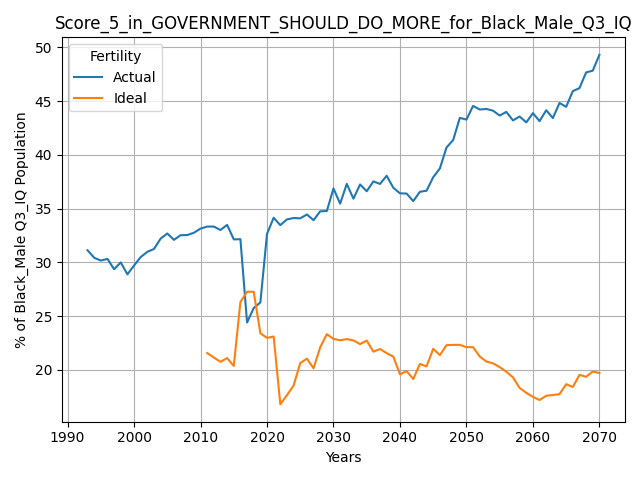 Score_5_in_GOVERNMENT_SHOULD_DO_MORE_for_Black_Male_Q3_IQ
Fertility
Actual
Ideal
% of Black_Male Q3_IQ Population
50
45
40
35
30
25
20
1990 2000 2010 2020 2030 2040 2050 2060 2070
Years